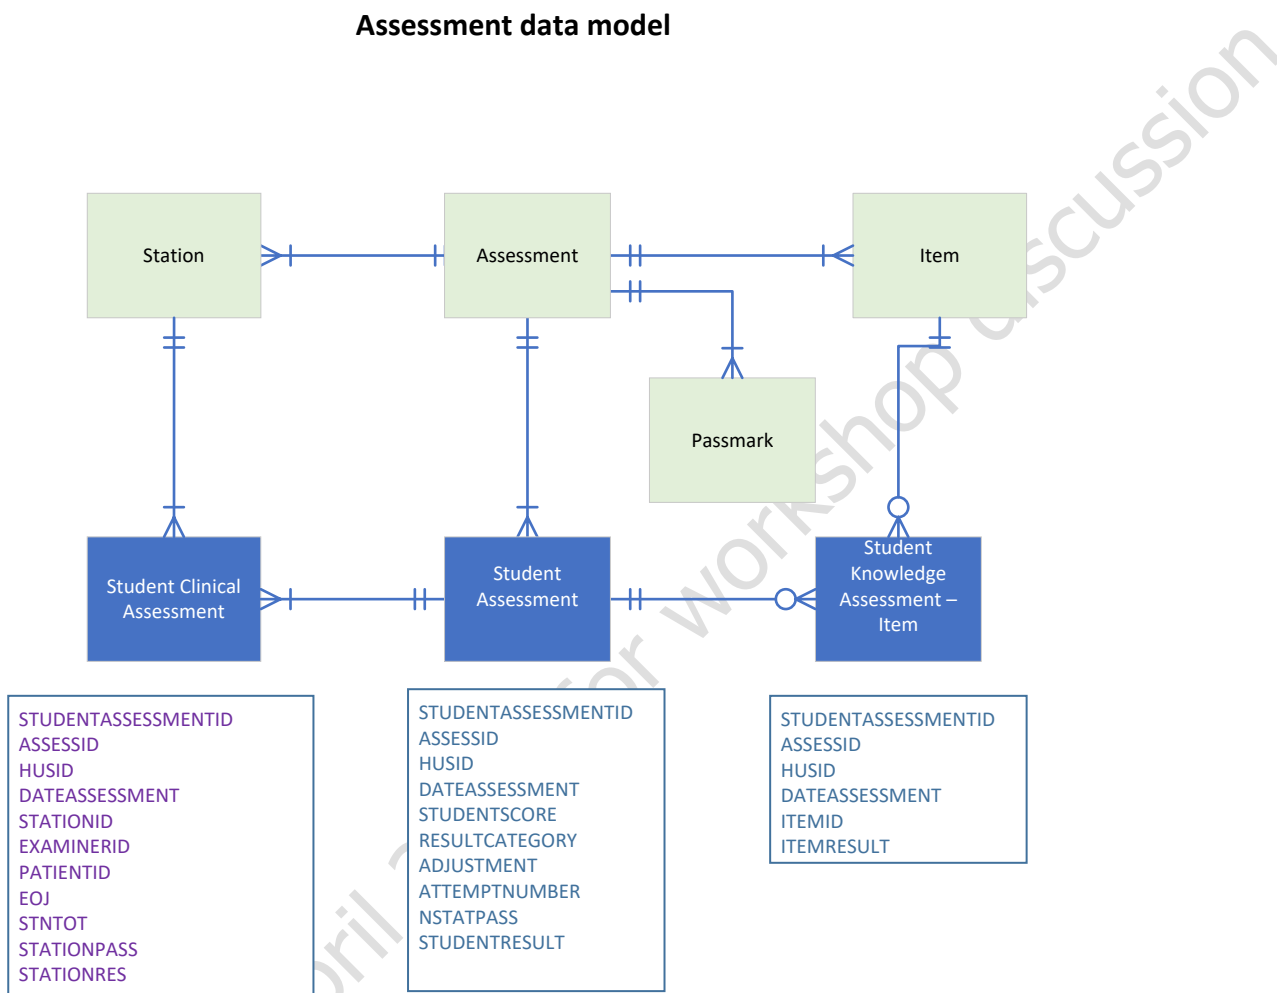 Assessment data model
Station
Assessment
Item
Passmark
Student Clinical
Assessment
Student
Assessment
Student
Knowledge
Assessment –
Item
STUDENTASSESSMENTID
ASSESSID
HUSID
DATEASSESSMENT
STATIONID
EXAMINERID
PATIENTID
EOJ
STNTOT
STATIONPASS
STATIONRES
STUDENTASSESSMENTID
ASSESSID
HUSID
DATEASSESSMENT
STUDENTSCORE
RESULTCATEGORY
ADJUSTMENT
ATTEMPTNUMBER
NSTATPASS
STUDENTRESULT
STUDENTASSESSMENTID
ASSESSID
HUSID
DATEASSESSMENT
ITEMID
ITEMRESULT
for workshop discussion